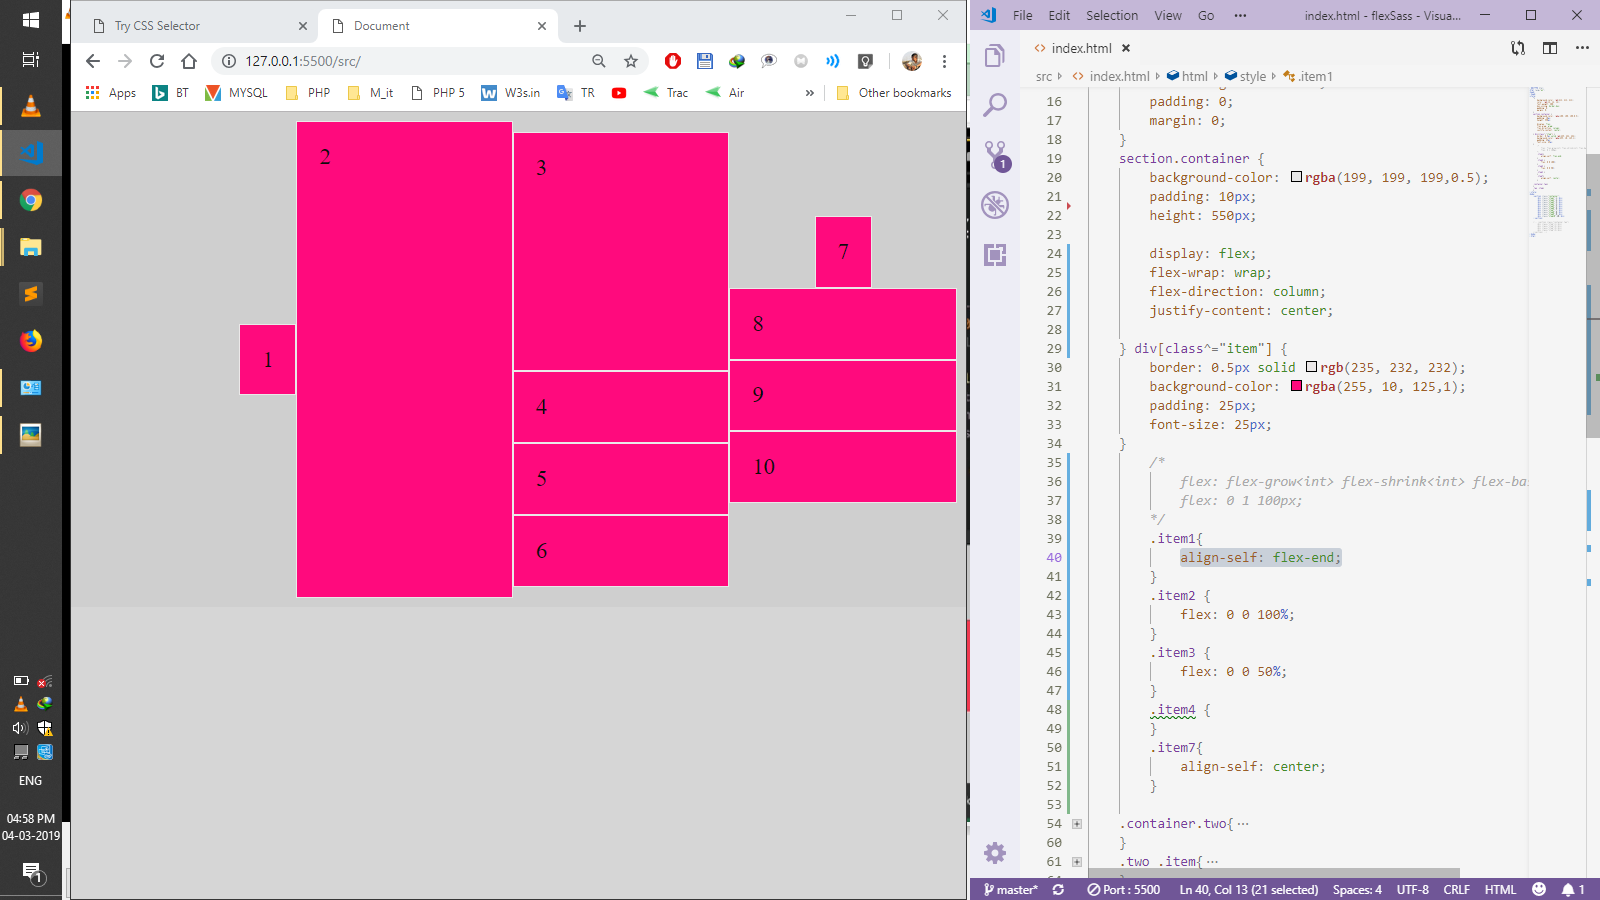 Try CSS Selector
Document
127.0.0.1:5500/src/
Apps
BT
MYSQL
PHP
M_it
PHP 5
W3s.in
TR
Trac
Air
»
Other bookmarks
1
2
3
4
5
6
7
8
9
10
ENG
04:58 PM
04-03-2019
1
File Edit Selection View Go ··· index.html - flexSass - Visua...
index.html
src index.html html style .item1
1
16 padding: 0;
17 margin: 0;
18 }
19 section.container {
20 background-color: rgba(199, 199, 199,0.5);
21 padding: 10px;
22 height: 550px;
23
24 display: flex;
25 flex-wrap: wrap;
26 flex-direction: column;
27 justify-content: center;
28
29 } div[class^="item"] {
30 border: 0.5px solid rgb(235, 232, 232);
31 background-color: rgba(255, 10, 125,1);
32 padding: 25px;
33 font-size: 25px;
34 }
35 /*
36 flex: flex-grow<int> flex-shrink<int> flex-ba
37 flex: 0 1 100px;
38 */
39 .item1{
40 align-self: flex-end;
41 }
42 .item2 {
43 flex: 0 0 100%;
44 }
45 .item3 {
46 flex: 0 0 50%;
47 }
48 .item4 {
49 }
50 .item7{
51 align-self: center;
52 }
53
54 .container.two{ ···
60 }
61 .two .item{ ···
master* Port : 5500 Ln 40, Col 13 (21 selected) Spaces: 4 UTF-8 CRLF HTML 1